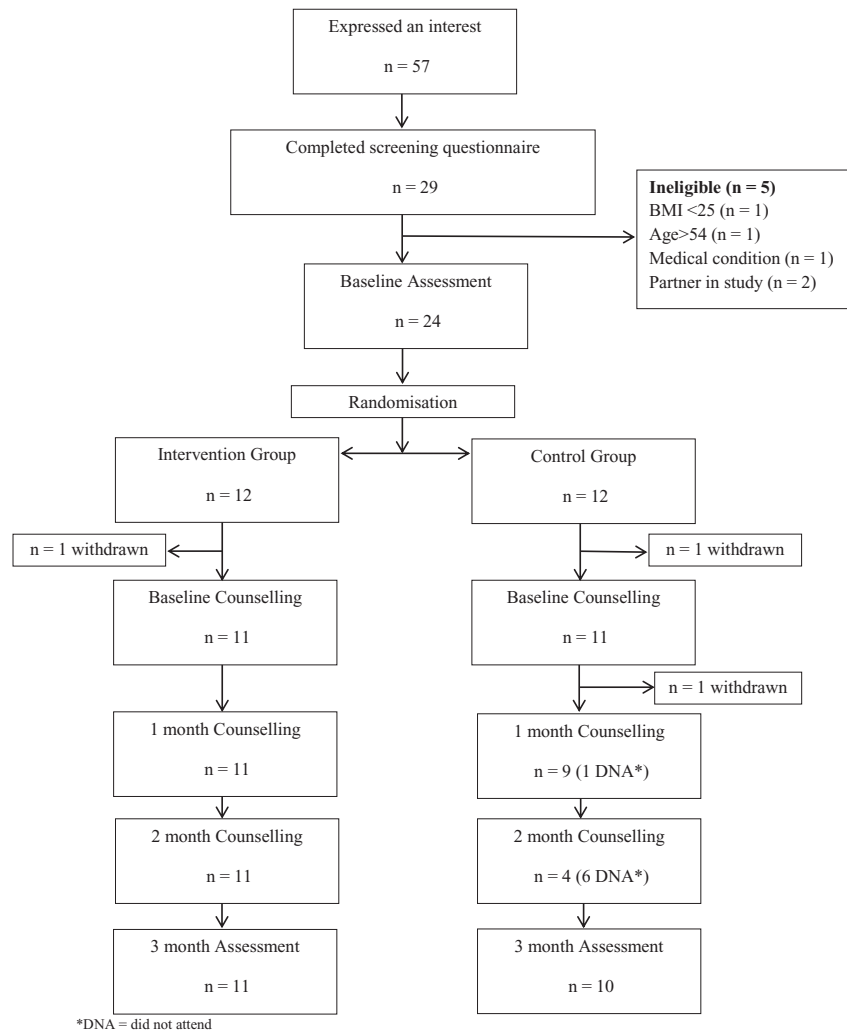 Expressed an interest
n = 57
Completed screening questionnaire
n = 29
Ineligible (n = 5)
BMI <25 (n = 1)
Age>54 (n = 1)
Medical condition (n = 1)
Partner in study (n = 2)
Baseline Assessment
n = 24
Randomisation
Intervention Group
n = 12
Control Group
n = 12
n = 1 withdrawn
n = 1 withdrawn
Baseline Counselling
n = 11
Baseline Counselling
n = 11
n = 1 withdrawn
1 month Counselling
n = 11
1 month Counselling
n = 9 (1 DNA*)
2 month Counselling
n = 11
2 month Counselling
n = 4 (6 DNA*)
3 month Assessment
n = 11
3 month Assessment
n = 10
*DNA = did not attend